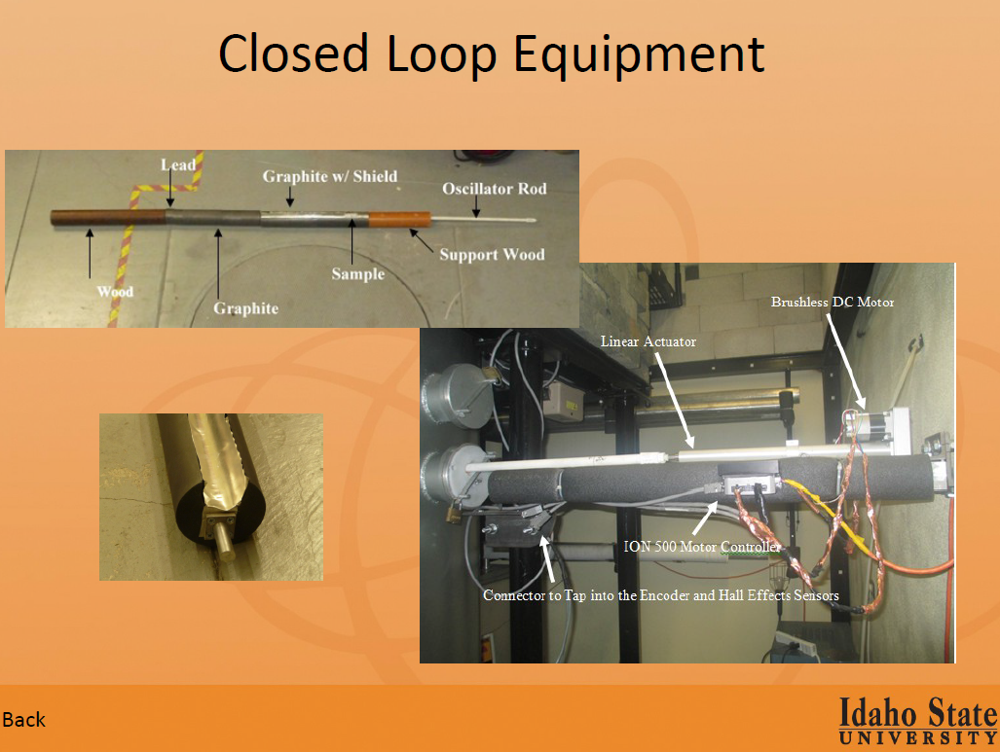 Closed Loop Equipment
Lead
Graphite w/ Shield
Oscillator Rod
Support Wood
Sample
Wood
Graphite
Brushless DC Motor
Linear Actuator
ION 500 Motor Controller
Connector to Tap into the Encoder and Hall Effects Sensors
Back
Idaho State
UNIVERSITY